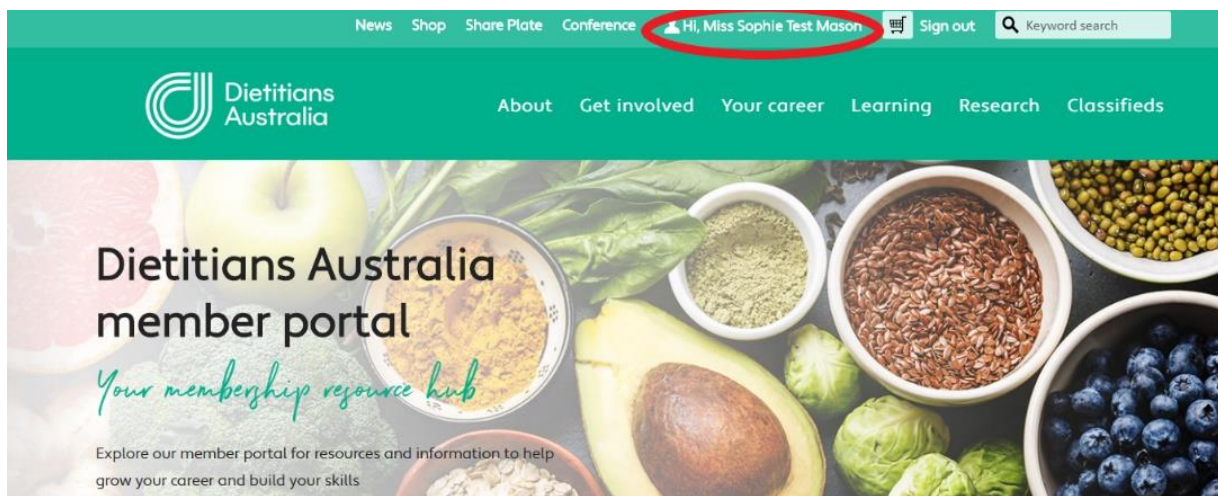 News Shop Share Plate Conference Hi, Miss Sophie Test Mason Sign out Keyword search
Dietitians
Australia
About Get involved Your career Learning Research Classifieds
Dietitians Australia
member portal
Your membership resource hub
Explore our member portal for resources and information to help
grow your career and build your skills